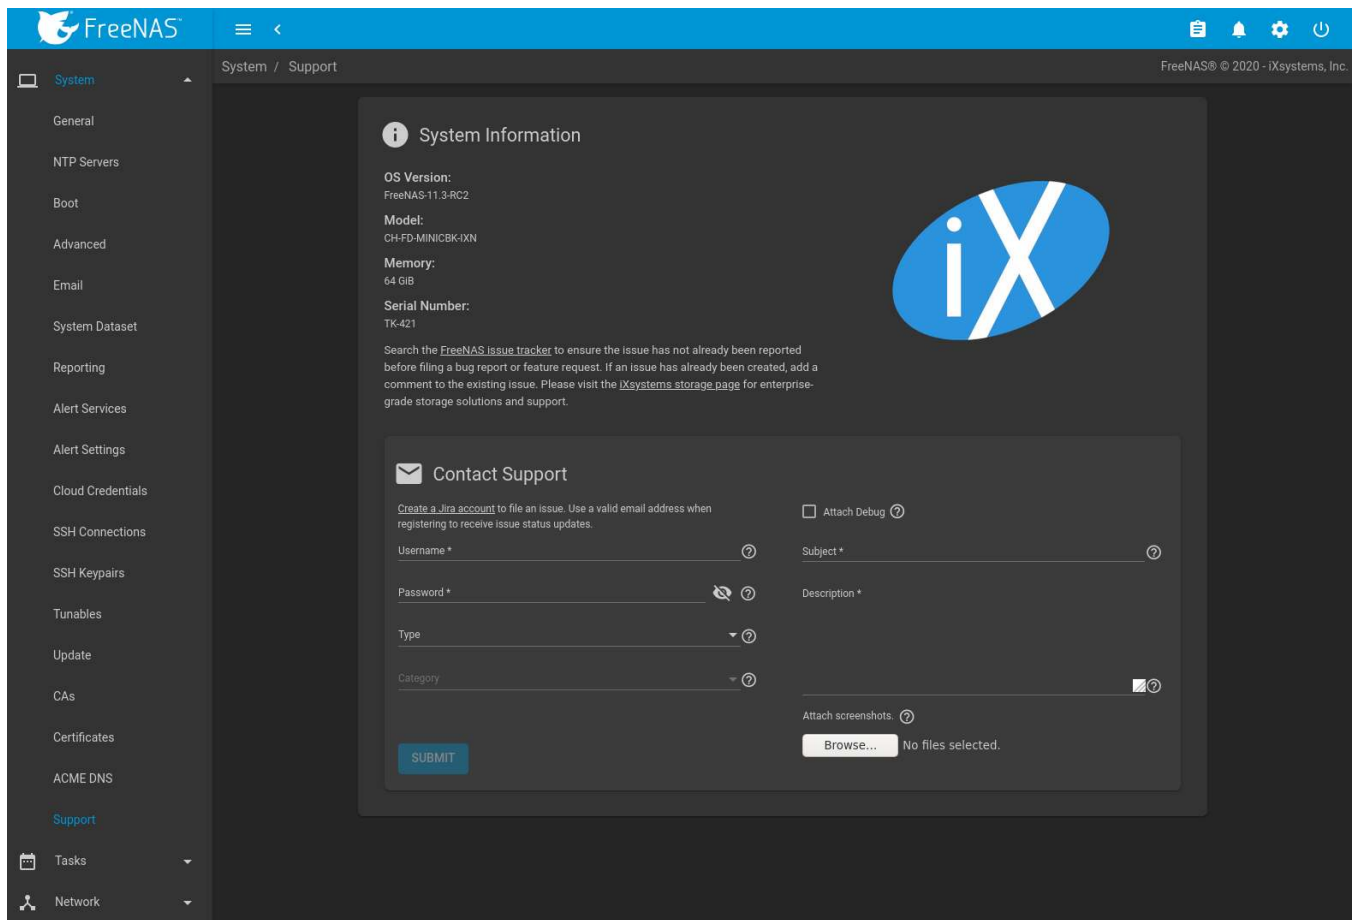 FreeNAS™
System / Support
FreeNAS® © 2020 - iXsystems, Inc.
System
General
NTP Servers
Boot
Advanced
Email
System Dataset
Reporting
Alert Services
Alert Settings
Cloud Credentials
SSH Connections
SSH Keypairs
Tunables
Update
CAs
Certificates
ACME DNS
Support
Tasks
Network
System Information
OS Version:
FreeNAS-11.3-RC2
Model:
CH-FD-MINICBK-IXN
Memory:
64 GiB
Serial Number:
TK-421
Search the FreeNAS issue tracker to ensure the issue has not already been reported
before filing a bug report or feature request. If an issue has already been created, add a
comment to the existing issue. Please visit the iXsystems storage page for enterprise-
grade storage solutions and support.
iX
Contact Support
Create a Jira account to file an issue. Use a valid email address when
registering to receive issue status updates.
Username *
Password *
Type
Category
SUBMIT
Attach Debug
Subject *
Description *
Attach screenshots.
Browse... No files selected.